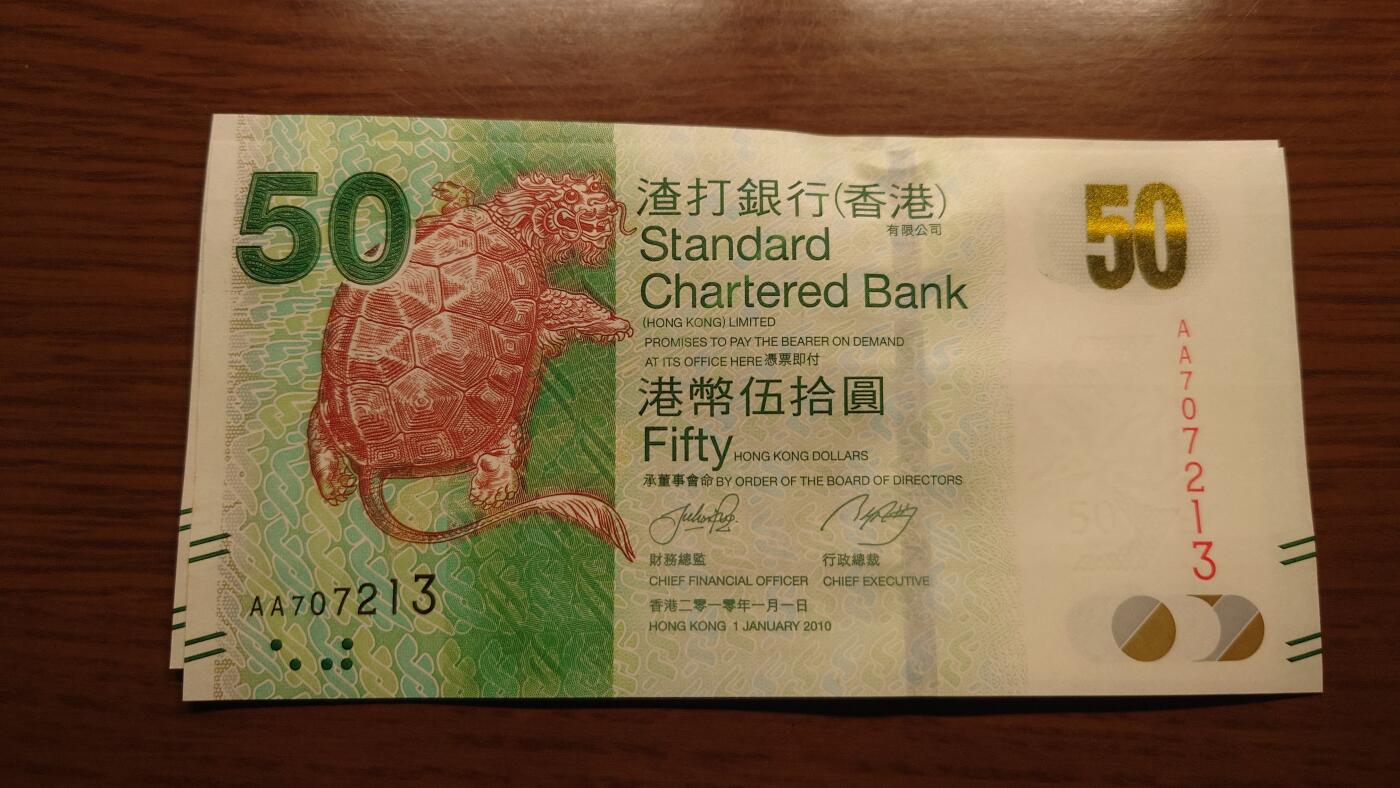 50
渣打銀行(香港)
有限公司
Standard
Chartered Bank
(HONG KONG) LIMITED
PROMISES TO PAY THE BEARER ON DEMAND
AT ITS OFFICE HERE 憑票即付
港幣伍拾圓
Fifty HONG KONG DOLLARS
承董事會命 BY ORDER OF THE BOARD OF DIRECTORS
財務總監 行政總裁
CHIEF FINANCIAL OFFICER CHIEF EXECUTIVE
香港二零一零年一月一日
HONG KONG 1 JANUARY 2010
AA707213
50
AA707213